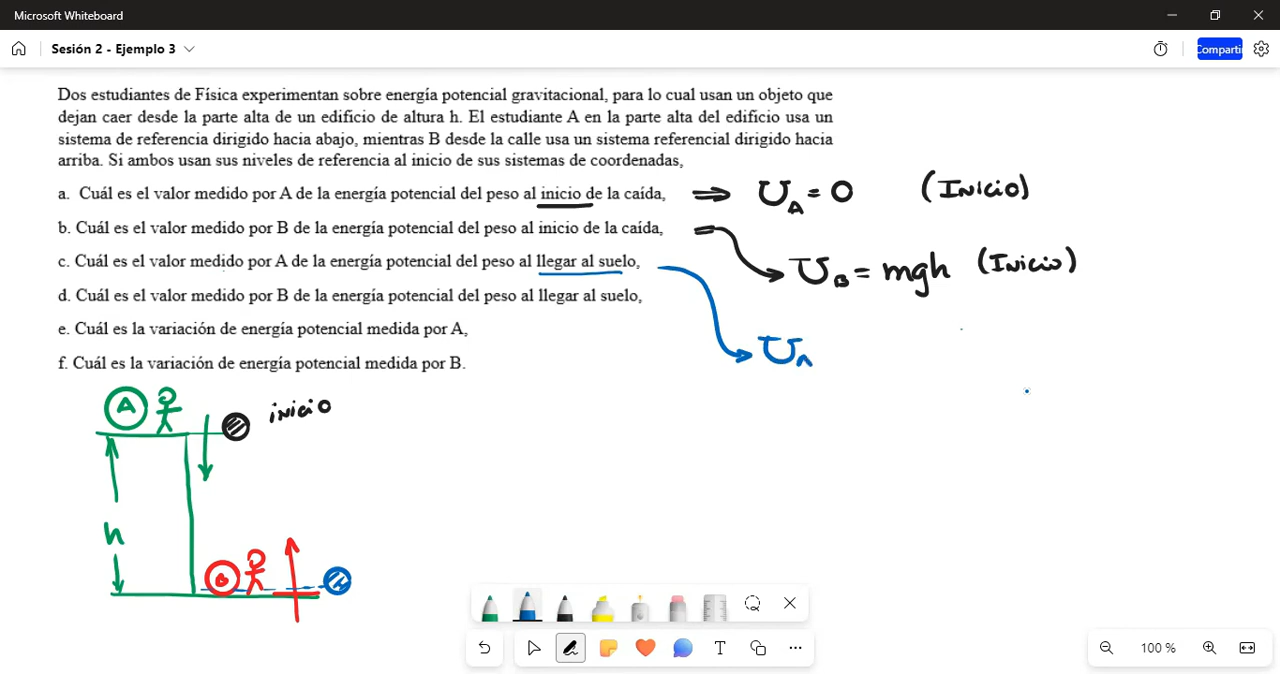 Microsoft Whiteboard
Sesión 2 - Ejemplo 3
Comparti
Dos estudiantes de Física experimentan sobre energía potencial gravitacional, para lo cual usan un objeto que
dejan caer desde la parte alta de un edificio de altura h. El estudiante A en la parte alta del edificio usa un
sistema de referencia dirigido hacia abajo, mientras B desde la calle usa un sistema referencial dirigido hacia
arriba. Si ambos usan sus niveles de referencia al inicio de sus sistemas de coordenadas,
a. Cuál es el valor medido por A de la energía potencial del peso al inicio de la caída, ⇒ U_A = 0 (Inicio)
b. Cuál es el valor medido por B de la energía potencial del peso al inicio de la caída,
U_B = mgh (Inicio)
c. Cuál es el valor medido por A de la energía potencial del peso al llegar al suelo,
d. Cuál es el valor medido por B de la energía potencial del peso al llegar al suelo,
e. Cuál es la variación de energía potencial medida por A,
U_A
f. Cuál es la variación de energía potencial medida por B.
A
inicio
h
B
100 %